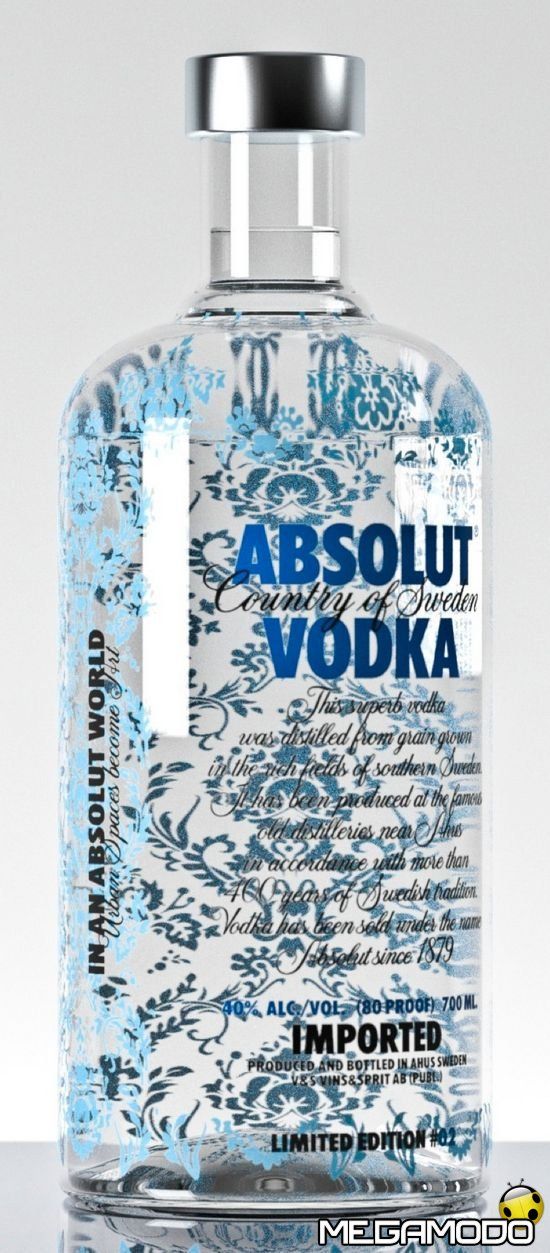 ABSOLUT®
Country of Sweden
VODKA
This superb vodka
was distilled from grain grown
in the rich fields of southern Sweden.
It has been produced at the famous
old distilleries near Ahus
in accordance with more than
400 years of Swedish tradition.
Vodka has been sold under the name
Absolut since 1879
40% ALC./VOL. (80 PROOF) 700 ML.
IMPORTED
PRODUCED AND BOTTLED IN AHUS SWEDEN
V&S VINS&SPRIT AB (PUBL.)
LIMITED EDITION #02
IN AN ABSOLUT WORLD
Urban Spaces become Art
MEGAMODO